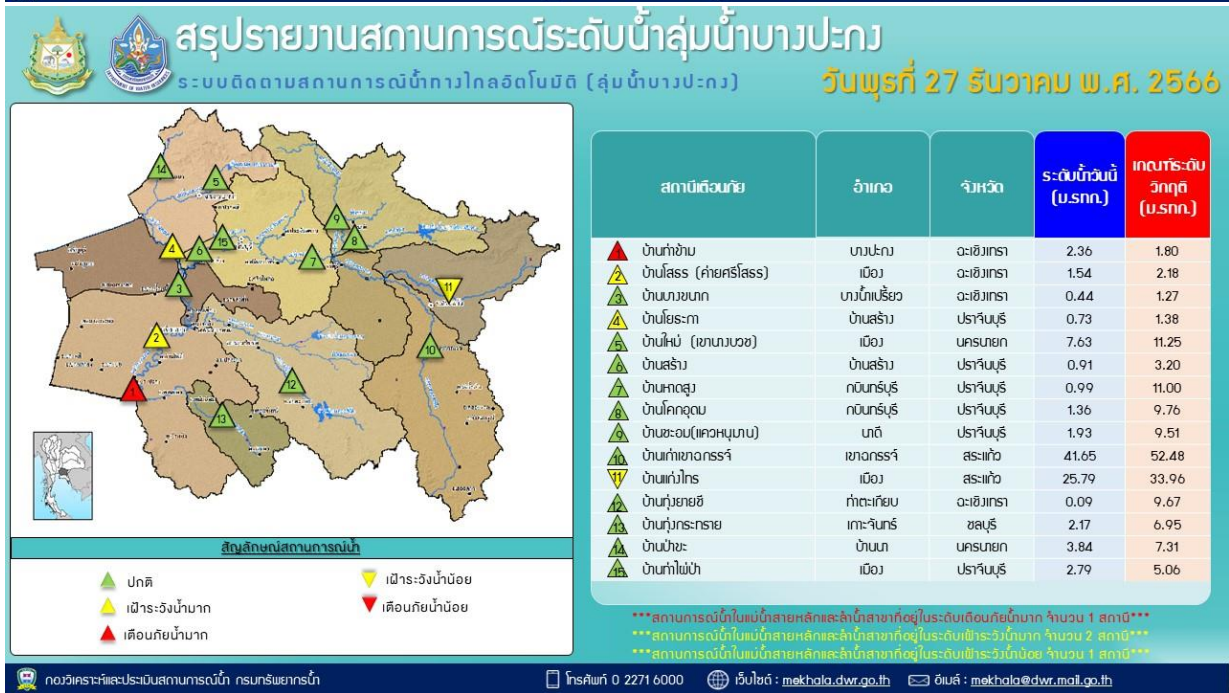 สรุปรายงานสถานการณ์ระดับน้ำลุ่มน้ำบางปะกง
ระบบติดตามสถานการณ์น้ำทางไกลอัตโนมัติ (ลุ่มน้ำบางปะกง)
วันพุธที่ 27 ธันวาคม พ.ศ. 2566
สถานีเตือนภัย อำเภอ จังหวัด ระดับน้ำวันนี้ (ม.รทก.) เกณฑ์ระดับวิกฤติ (ม.รทก.)
1 บ้านท่าข้าม บางปะกง ฉะเชิงเทรา 2.36 1.80
2 บ้านโสธร (ค่ายศรีโสธร) เมือง ฉะเชิงเทรา 1.54 2.18
3 บ้านบางขนาก บางน้ำเปรี้ยว ฉะเชิงเทรา 0.44 1.27
4 บ้านโยธะกา บ้านสร้าง ปราจีนบุรี 0.73 1.38
5 บ้านใหม่ (เขานางบวช) เมือง นครนายก 7.63 11.25
6 บ้านสร้าง บ้านสร้าง ปราจีนบุรี 0.91 3.20
7 บ้านหาดสูง กบินทร์บุรี ปราจีนบุรี 0.99 11.00
8 บ้านโคกอุดม กบินทร์บุรี ปราจีนบุรี 1.36 9.76
9 บ้านซะอม(แควหนุมาน) นาดี ปราจีนบุรี 1.93 9.51
10 บ้านเก่าเขาฉกรรจ์ เขาฉกรรจ์ สระแก้ว 41.65 52.48
11 บ้านแก่งไทร เมือง สระแก้ว 25.79 33.96
12 บ้านทุ่งยายชี ท่าตะเกียบ ฉะเชิงเทรา 0.09 9.67
13 บ้านทุ่งกระทราย เกาะจันทร์ ชลบุรี 2.17 6.95
14 บ้านป่าขะ บ้านนา นครนายก 3.84 7.31
15 บ้านท่าไผ่ป่า เมือง ปราจีนบุรี 2.79 5.06
สัญลักษณ์สถานการณ์น้ำ
ปกติ
เฝ้าระวังน้ำมาก
เตือนภัยน้ำมาก
เฝ้าระวังน้ำน้อย
เตือนภัยน้ำน้อย
***สถานการณ์น้ำในแม่น้ำสายหลักและลำน้ำสาขาที่อยู่ในระดับเตือนภัยน้ำมาก จำนวน 1 สถานี***
***สถานการณ์น้ำในแม่น้ำสายหลักและลำน้ำสาขาที่อยู่ในระดับเฝ้าระวังน้ำมาก จำนวน 2 สถานี***
***สถานการณ์น้ำในแม่น้ำสายหลักและลำน้ำสาขาที่อยู่ในระดับเฝ้าระวังน้ำน้อย จำนวน 1 สถานี***
กองวิเคราะห์และประเมินสถานการณ์น้ำ กรมทรัพยากรน้ำ
โทรศัพท์ 0 2271 6000
เว็บไซต์ : mekhala.dwr.go.th
อีเมล์ : mekhala@dwr.mail.go.th